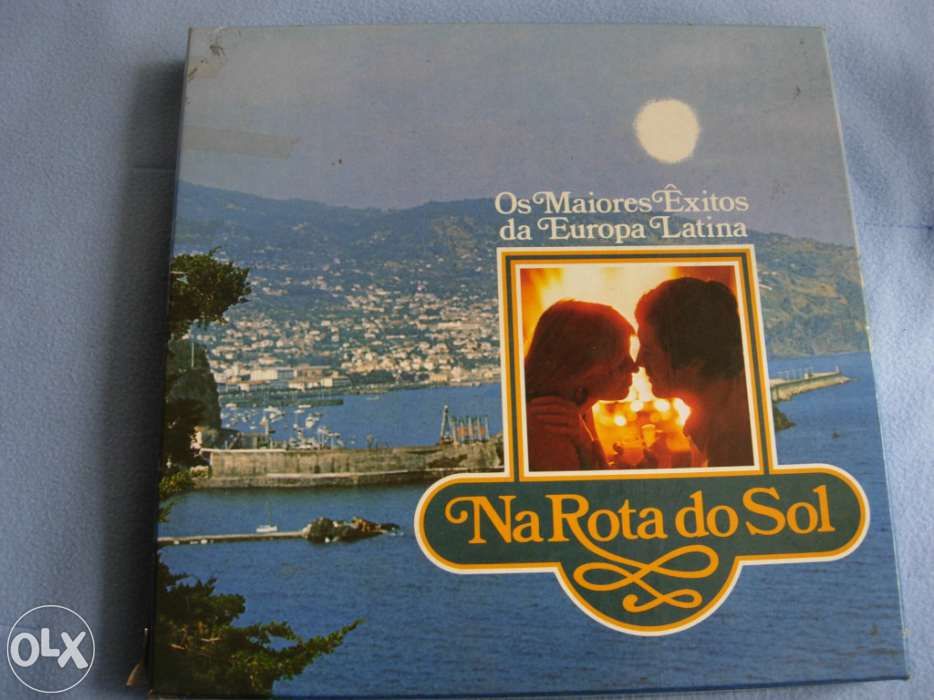 Os Maiores Êxitos
da Europa Latina
Na Rota do Sol
OLX